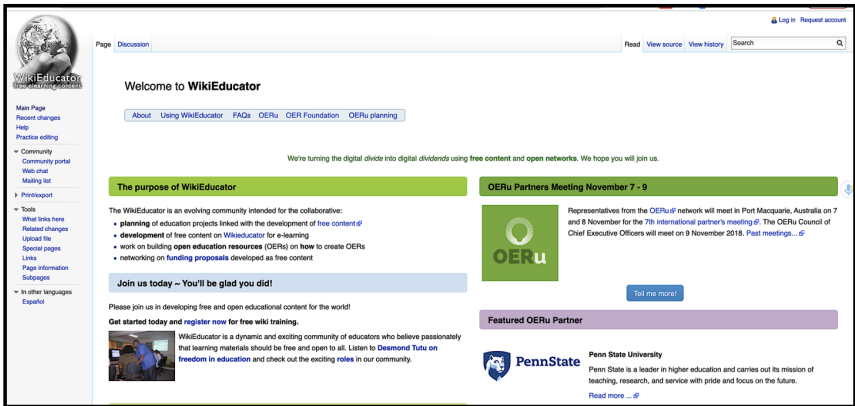 Log in Request account
WikiEducator
free elearning content
Page Discussion
Read View source View history Search
Main Page
Recent changes
Help
Practice editing
Community
Community portal
Web chat
Mailing list
Print/export
Tools
What links here
Related changes
Upload file
Special pages
Links
Page information
Subpages
In other languages
Español
Welcome to WikiEducator
About Using WikiEducator FAQs OERu OER Foundation OERu planning
We're turning the digital divide into digital dividends using free content and open networks. We hope you will join us.
The purpose of WikiEducator
The WikiEducator is an evolving community intended for the collaborative:
• planning of education projects linked with the development of free content
• development of free content on Wikieducator for e-learning
• work on building open education resources (OERs) on how to create OERs
• networking on funding proposals developed as free content
Join us today ~ You'll be glad you did!
Please join us in developing free and open educational content for the world!
Get started today and register now for free wiki training.
WikiEducator is a dynamic and exciting community of educators who believe passionately
that learning materials should be free and open to all. Listen to Desmond Tutu on
freedom in education and check out the exciting roles in our community.
OERu Partners Meeting November 7 - 9
OERu
Representatives from the OERu network will meet in Port Macquarie, Australia on 7
and 8 November for the 7th international partner's meeting. The OERu Council of
Chief Executive Officers will meet on 9 November 2018. Past meetings...
Tell me more!
Featured OERu Partner
PennState
Penn State University
Penn State is a leader in higher education and carries out its mission of
teaching, research, and service with pride and focus on the future.
Read more ...